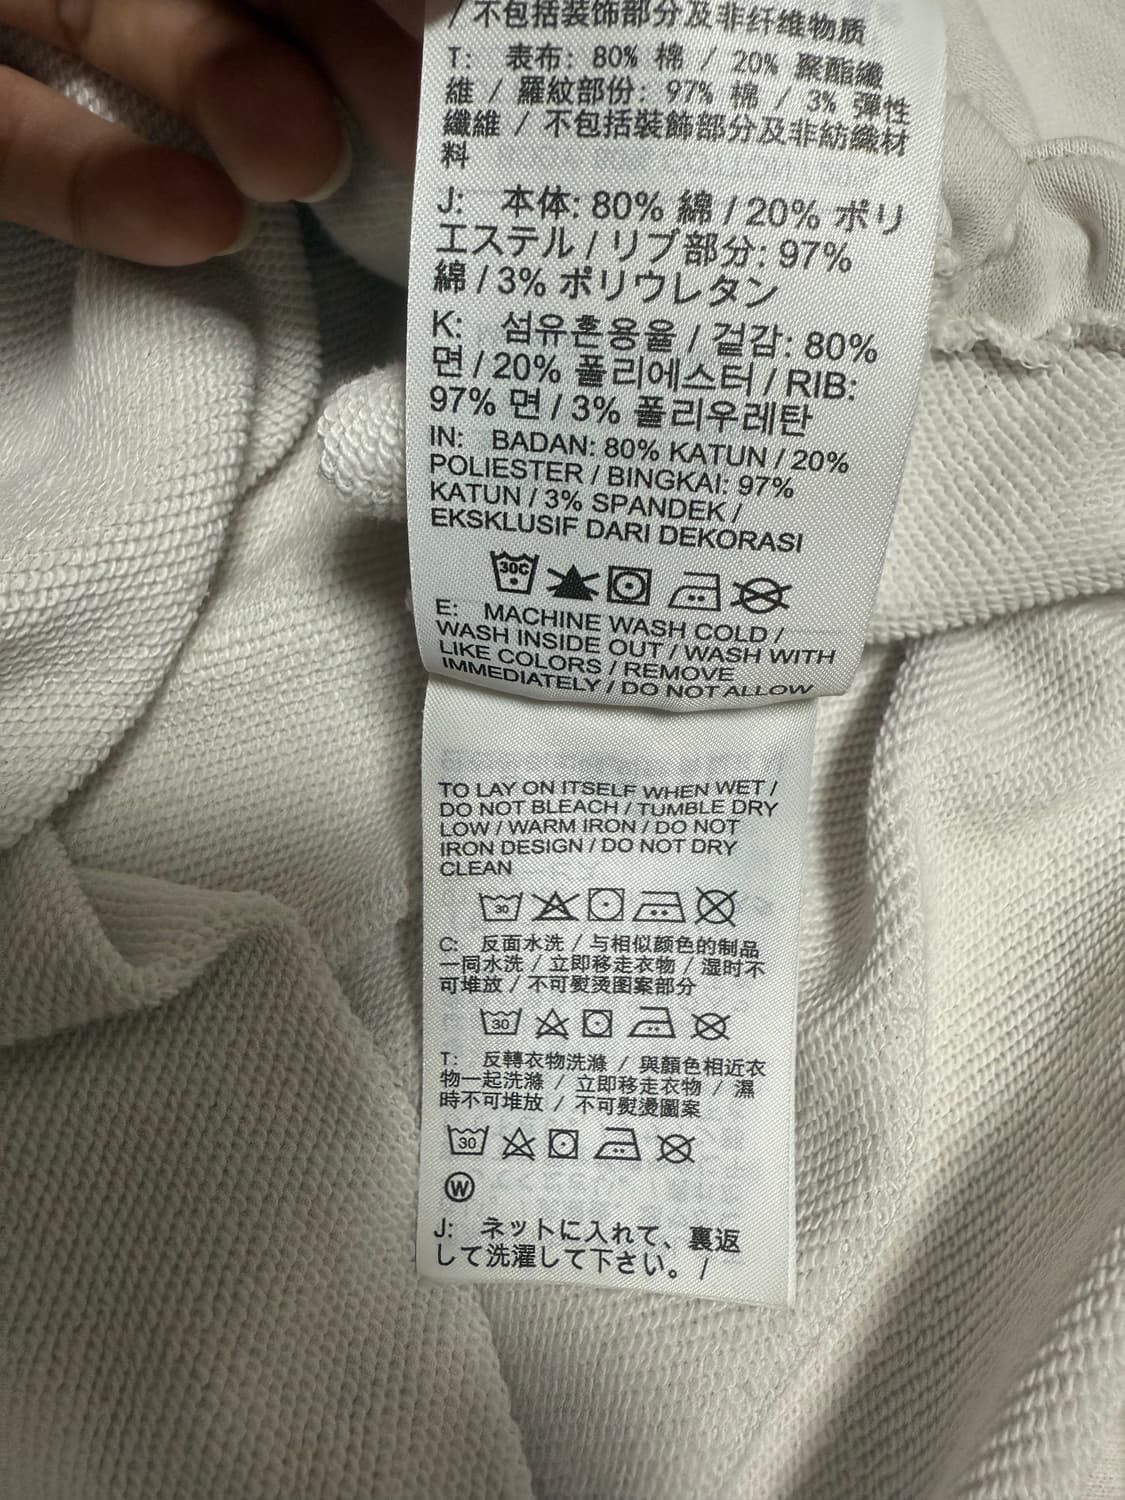 / 不包括装饰部分及非纤维物质
T: 表布: 80% 棉 / 20% 聚酯纖
維 / 羅紋部份: 97% 棉 / 3% 彈性
纖維 / 不包括裝飾部分及非紡織材
料
J: 本体: 80% 綿 / 20% ポリ
エステル / リブ部分: 97%
綿 / 3% ポリウレタン
K: 섬유혼용율 / 겉감: 80%
면 / 20% 폴리에스터 / RIB:
97% 면 / 3% 폴리우레탄
IN: BADAN: 80% KATUN / 20%
POLIESTER / BINGKAI: 97%
KATUN / 3% SPANDEK /
EKSKLUSIF DARI DEKORASI
30C
E: MACHINE WASH COLD /
WASH INSIDE OUT / WASH WITH
LIKE COLORS / REMOVE
IMMEDIATELY / DO NOT ALLOW
TO LAY ON ITSELF WHEN WET /
DO NOT BLEACH / TUMBLE DRY
LOW / WARM IRON / DO NOT
IRON DESIGN / DO NOT DRY
CLEAN
30
C: 反面水洗 / 与相似颜色的制品
一同水洗 / 立即移走衣物 / 湿时不
可堆放 / 不可熨烫图案部分
30
T: 反轉衣物洗滌 / 與顏色相近衣
物一起洗滌 / 立即移走衣物 / 濕
時不可堆放 / 不可熨燙圖案
30
W
J: ネットに入れて、裏返
して洗濯して下さい。 /